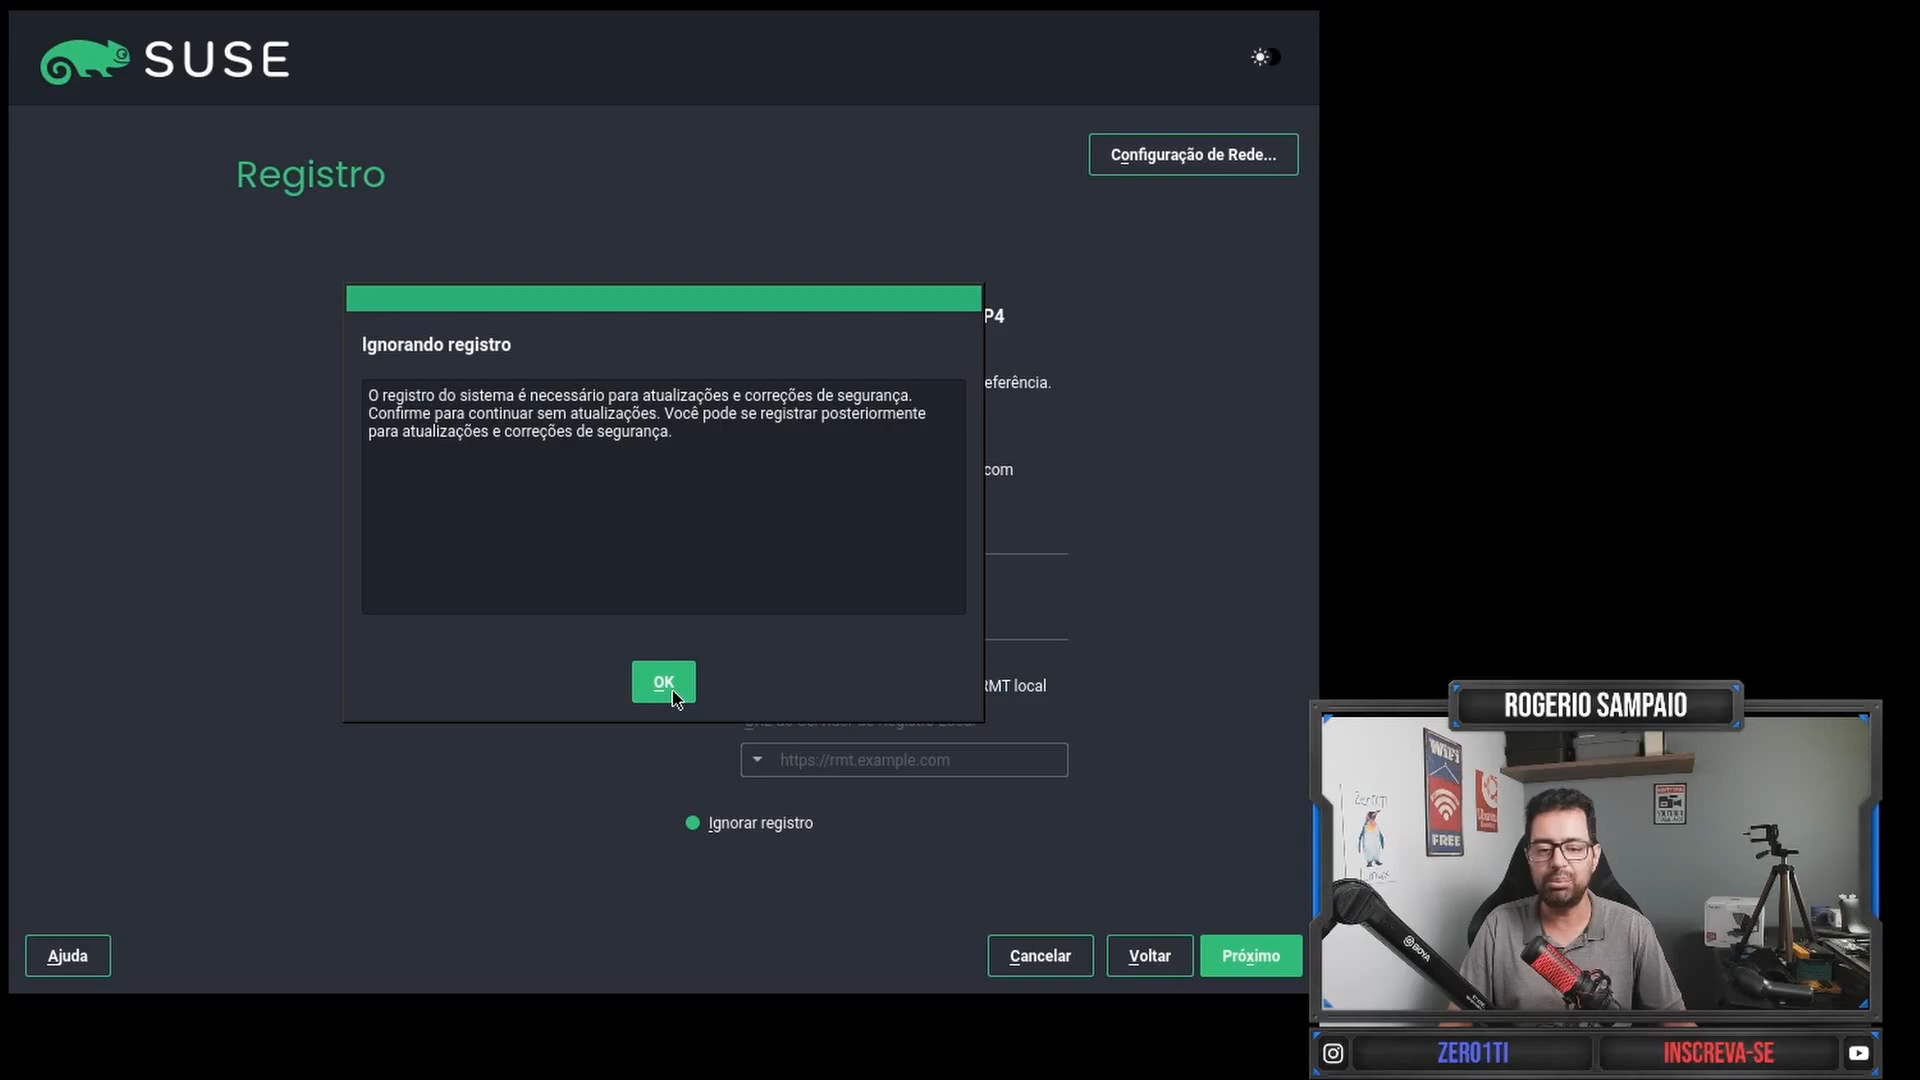 SUSE
Configuração de Rede...
Registro
P4
Ignorando registro
eferência.
O registro do sistema é necessário para atualizações e correções de segurança.
Confirme para continuar sem atualizações. Você pode se registrar posteriormente
para atualizações e correções de segurança.
com
OK
RMT local
https://rmt.example.com
Ignorar registro
Ajuda
Cancelar
Voltar
Próximo
ROGERIO SAMPAIO
WiFi
FREE
Linux
BOYA
ZERO1TI
INSCREVA-SE